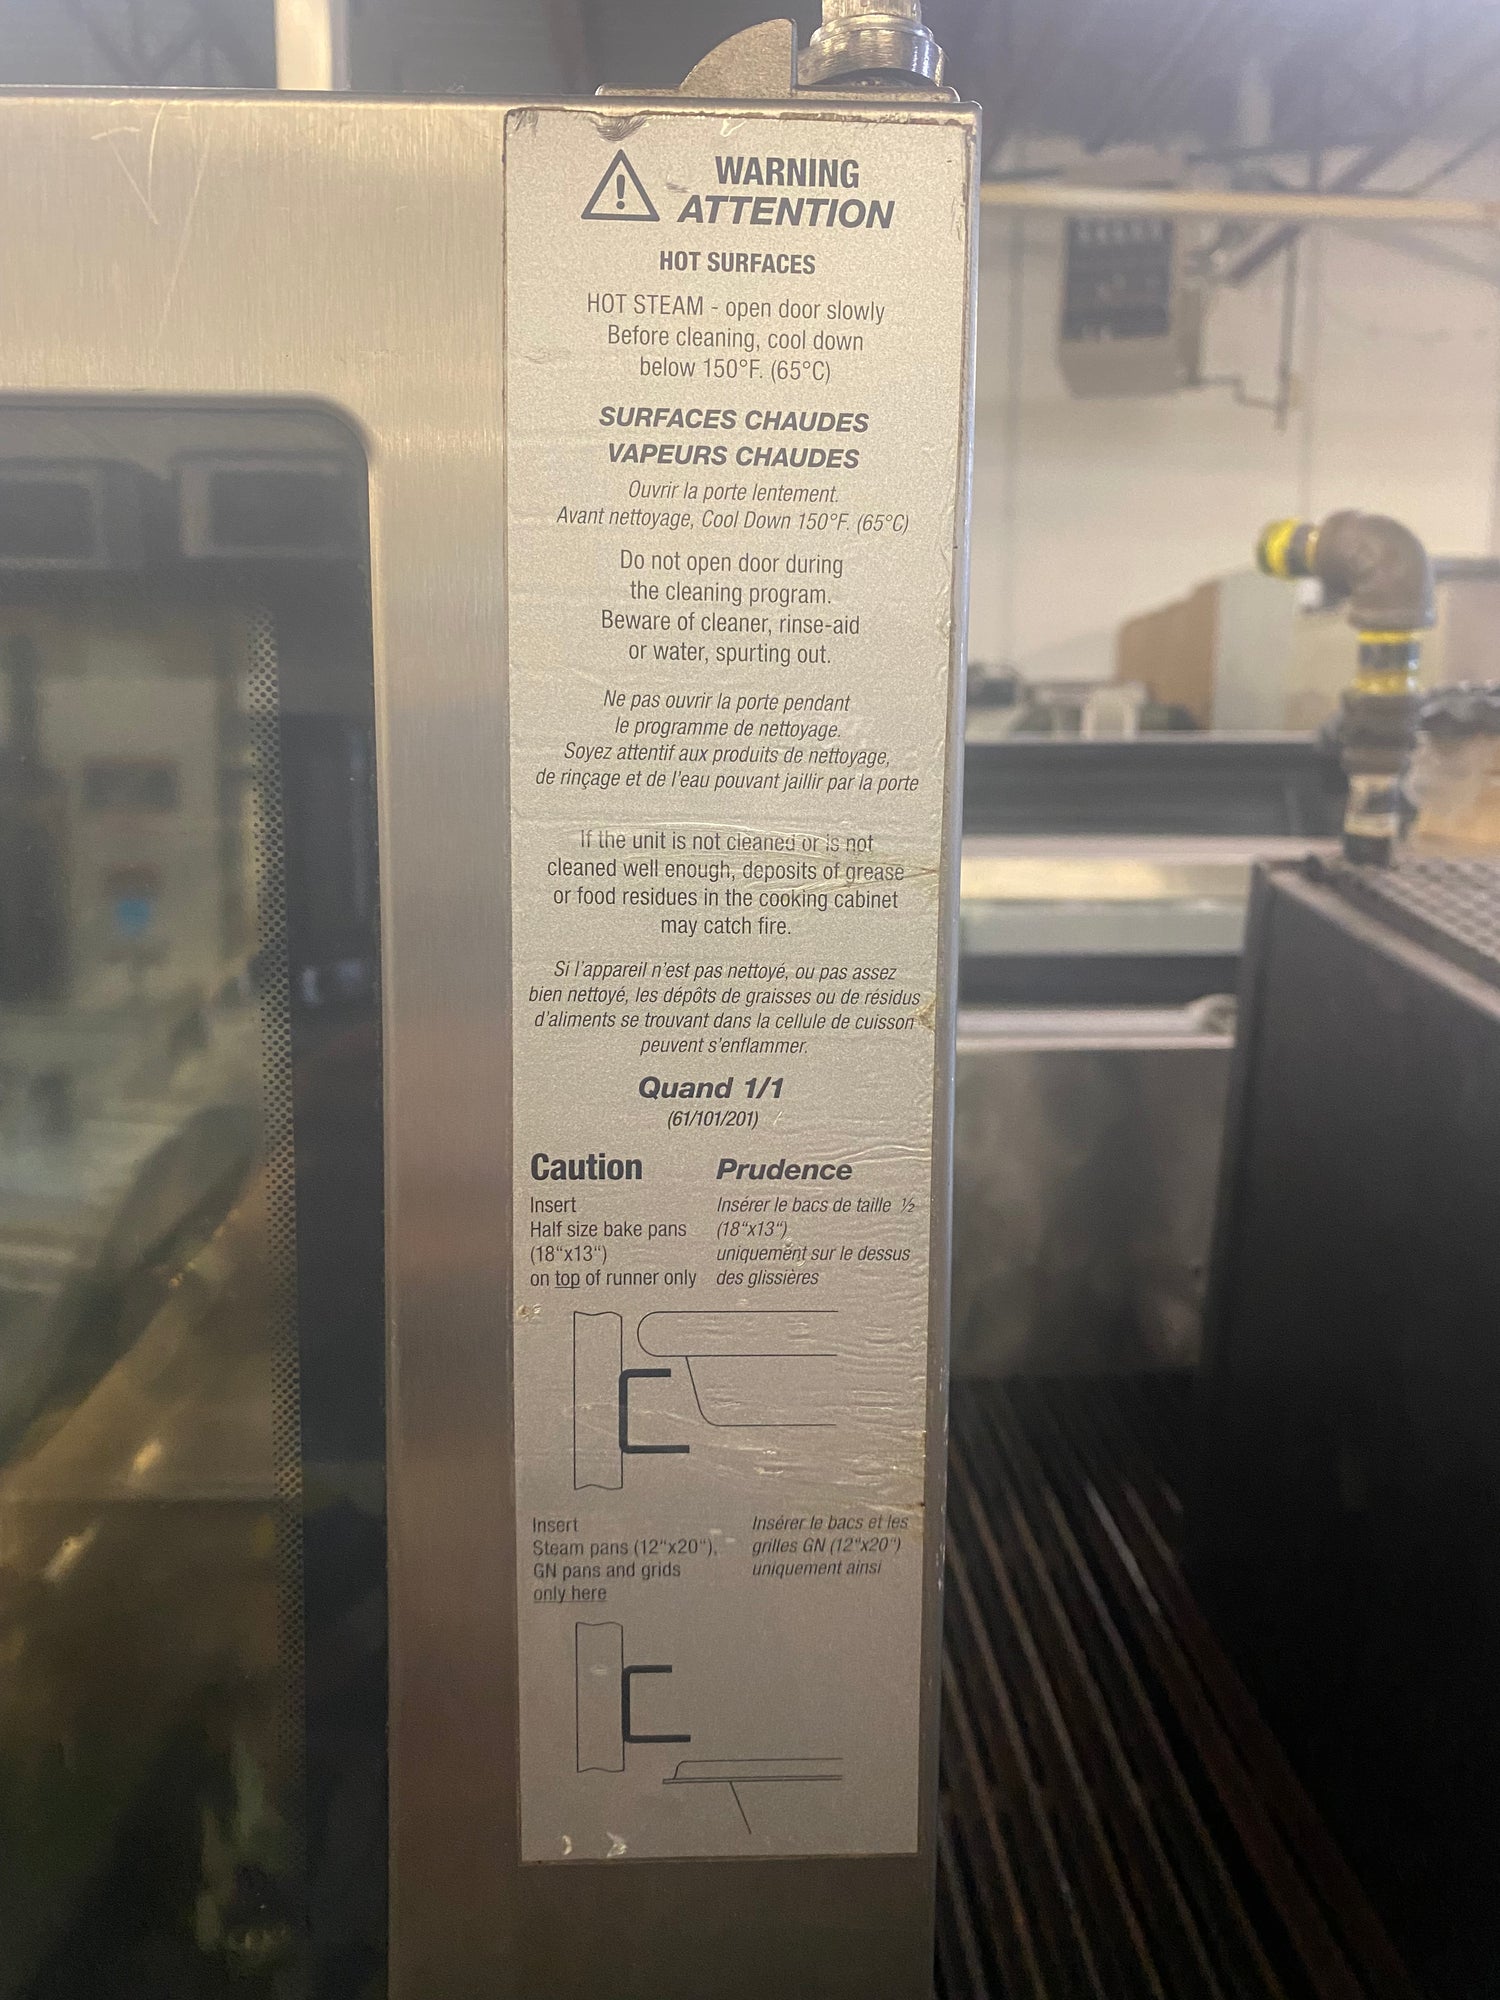 WARNING
ATTENTION
HOT SURFACES
HOT STEAM - open door slowly
Before cleaning, cool down
below 150°F. (65°C)
SURFACES CHAUDES
VAPEURS CHAUDES
Ouvrir la porte lentement.
Avant nettoyage, Cool Down 150°F. (65°C)
Do not open door during
the cleaning program.
Beware of cleaner, rinse-aid
or water, spurting out.
Ne pas ouvrir la porte pendant
le programme de nettoyage.
Soyez attentif aux produits de nettoyage,
de rinçage et de l'eau pouvant jaillir par la porte
If the unit is not cleaned or is not
cleaned well enough, deposits of grease
or food residues in the cooking cabinet
may catch fire.
Si l'appareil n'est pas nettoyé, ou pas assez
bien nettoyé, les dépôts de graisses ou de résidus
d'aliments se trouvant dans la cellule de cuisson
peuvent s'enflammer.
Quand 1/1
(61/101/201)
Caution
Insert
Half size bake pans
(18“x13“)
on top of runner only
Prudence
Insérer le bacs de taille ½
(18“x13“)
uniquement sur le dessus
des glissières
Insert
Steam pans (12“x20“),
GN pans and grids
only here
Insérer le bacs et les
grilles GN (12“x20“)
uniquement ainsi